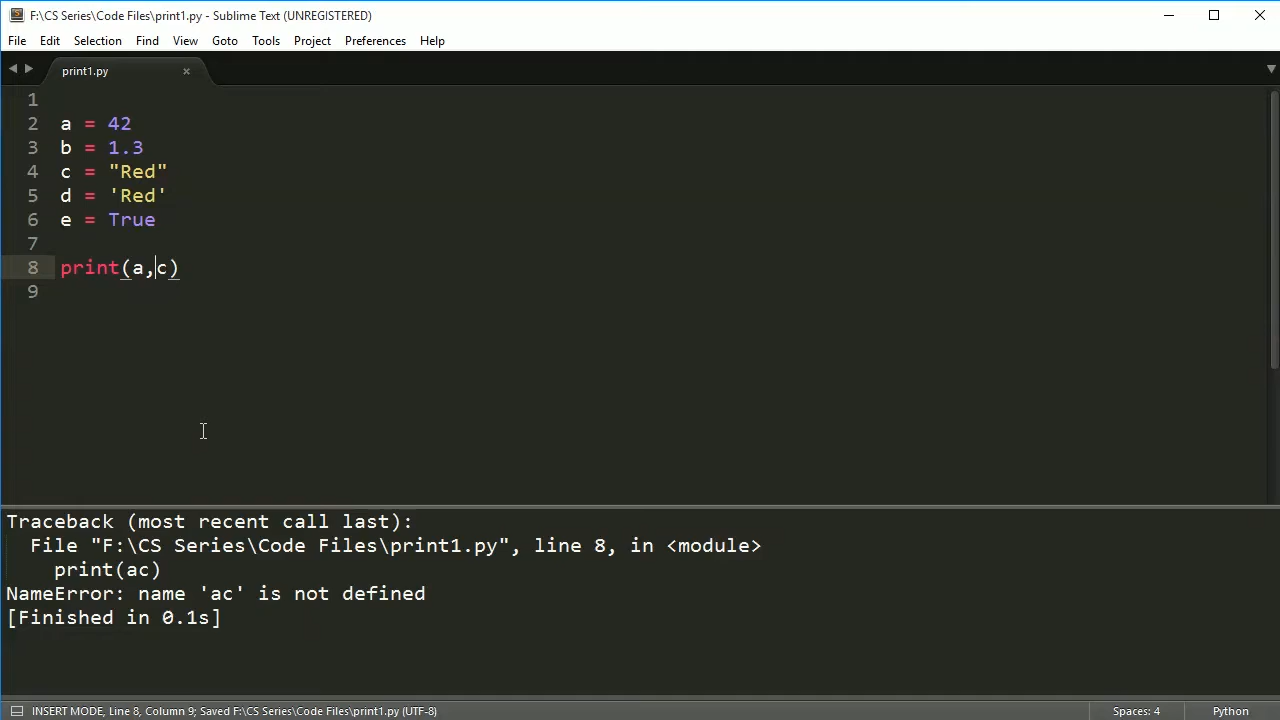 F:\CS Series\Code Files\print1.py - Sublime Text (UNREGISTERED)
File Edit Selection Find View Goto Tools Project Preferences Help
print1.py ×
1
2 a = 42
3 b = 1.3
4 c = "Red"
5 d = 'Red'
6 e = True
7
8 print(a,c)
9
Traceback (most recent call last):
File "F:\CS Series\Code Files\print1.py", line 8, in <module>
print(ac)
NameError: name 'ac' is not defined
[Finished in 0.1s]
INSERT MODE, Line 8, Column 9; Saved F:\CS Series\Code Files\print1.py (UTF-8) Spaces: 4 Python